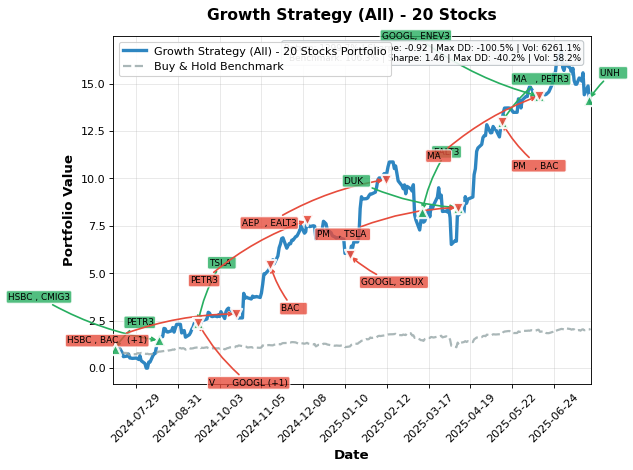 Growth Strategy (All) - 20 Stocks
GOOGL, ENEV3
Growth Strategy (All) - 20 Stocks Portfolio
Buy & Hold Benchmark
-0.92 | Max DD: -100.5% | Vol: 6261.1%
Sharpe: 1.46 | Max DD: -40.2% | Vol: 58.2%
UNH
MA , PETR3
MA
PM , BAC
DUK
AEP , EALT3
PM , TSLA
TSLA
PETR3
GOOGL, SBUX
HSBC , CMIG3
BAC
PETR3
HSBC , BAC (+1)
V , GOOGL (+1)
Portfolio Value
15.0
12.5
10.0
7.5
5.0
2.5
0.0
2024-07-29
2024-08-31
2024-10-03
2024-11-05
2024-12-08
2025-01-10
2025-02-12
2025-03-17
2025-04-19
2025-05-22
2025-06-24
Date